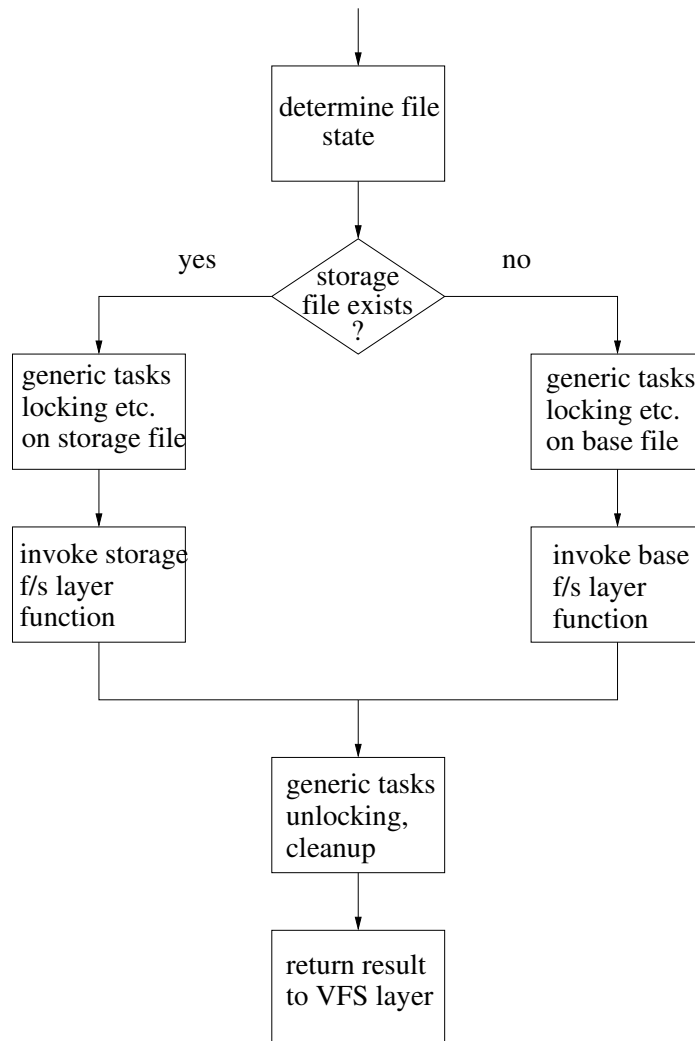 determine file
state
yes
storage
file exists
?
no
generic tasks
locking etc.
on storage file
generic tasks
locking etc.
on base file
invoke storage
f/s layer
function
invoke base
f/s layer
function
generic tasks
unlocking,
cleanup
return result
to VFS layer